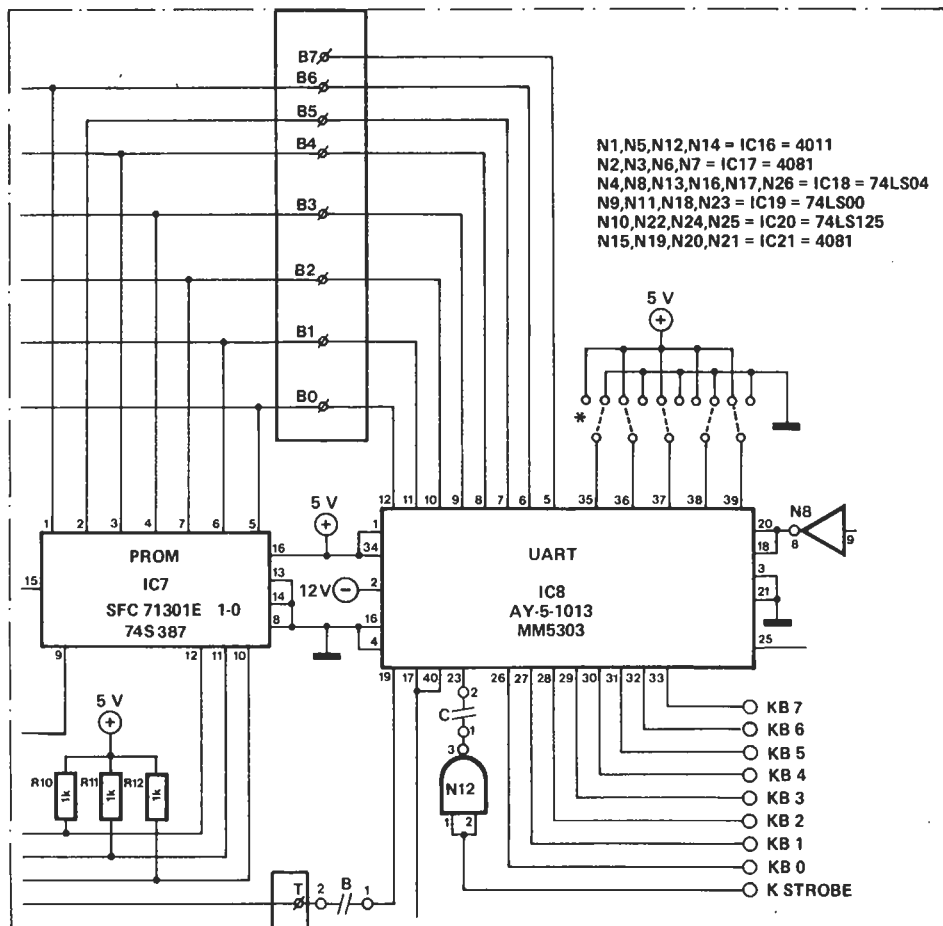 B7
B6
B5
B4
B3
B2
B1
B0
N1,N5,N12,N14 = IC16 = 4011
N2,N3,N6,N7 = IC17 = 4081
N4,N8,N13,N16,N17,N26 = IC18 = 74LS04
N9,N11,N18,N23 = IC19 = 74LS00
N10,N22,N24,N25 = IC20 = 74LS125
N15,N19,N20,N21 = IC21 = 4081
5 V
+
*
1 2 3 4 7 6 5
PROM
IC7
SFC 71301E 1-0
74S387
15
16
13
14
8
9 12 11 10
5 V
+
12V −
12 11 10 9 8 7 6 5 35 36 37 38 39
1
34
2
16
4
UART
IC8
AY-5-1013
MM5303
20
18
3
21
25
N8
8 9
19 17 40 23 26 27 28 29 30 31 32 33
5 V
+
R10 1k
R11 1k
R12 1k
2
C
1
3
N12
1 2
KB 7
KB 6
KB 5
KB 4
KB 3
KB 2
KB 1
KB 0
K STROBE
T 2 B 1